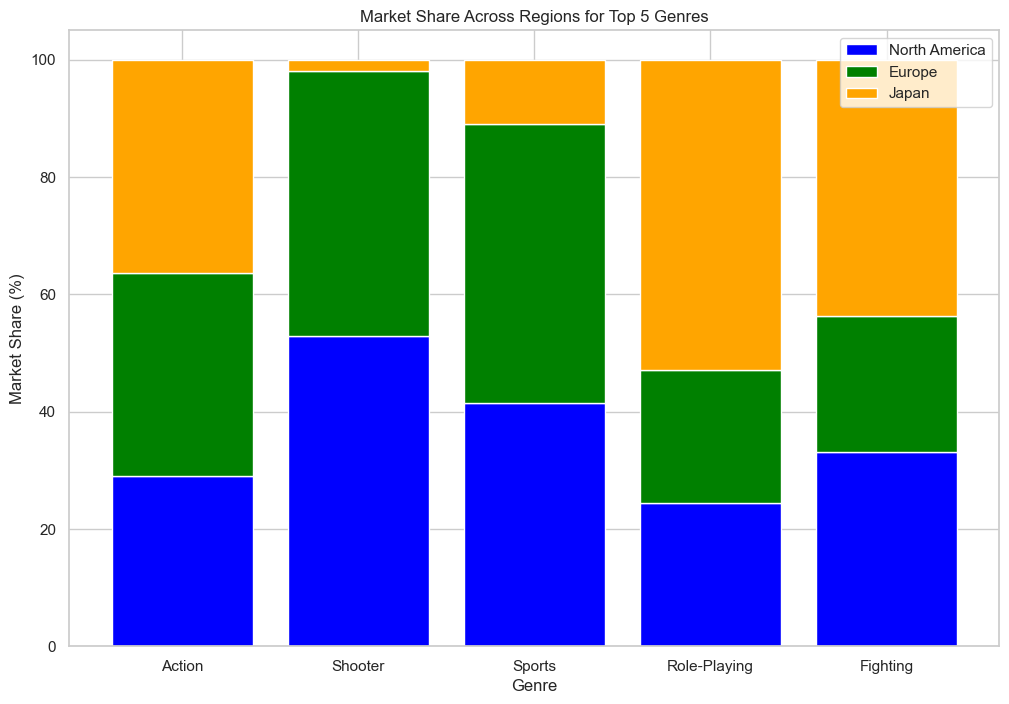 Market Share Across Regions for Top 5 Genres
North America
Europe
Japan
Market Share (%)
100
80
60
40
20
0
Action
Shooter
Sports
Role-Playing
Fighting
Genre